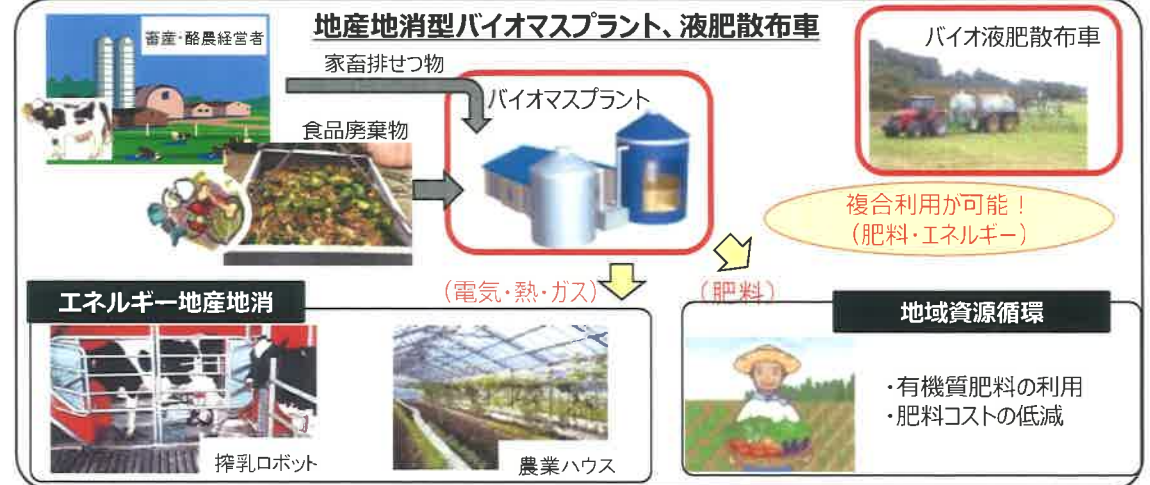 地産地消型バイオマスプラント、液肥散布車
畜産・酪農経営者
家畜排せつ物
バイオマスプラント
食品廃棄物
バイオ液肥散布車
複合利用が可能！
(肥料・エネルギー)
(電気・熱・ガス)
(肥料)
エネルギー地産地消
搾乳ロボット
農業ハウス
地域資源循環
・有機質肥料の利用
・肥料コストの低減